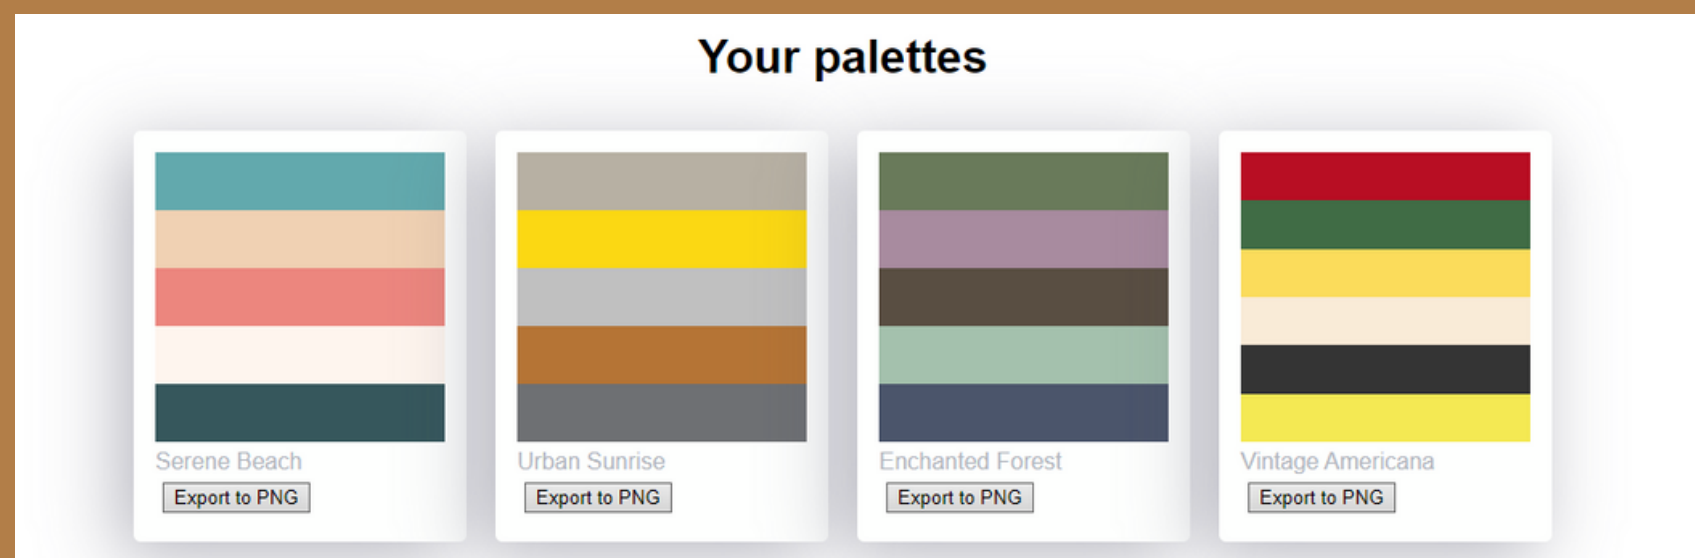 Your palettes
Serene Beach
Export to PNG
Urban Sunrise
Export to PNG
Enchanted Forest
Export to PNG
Vintage Americana
Export to PNG